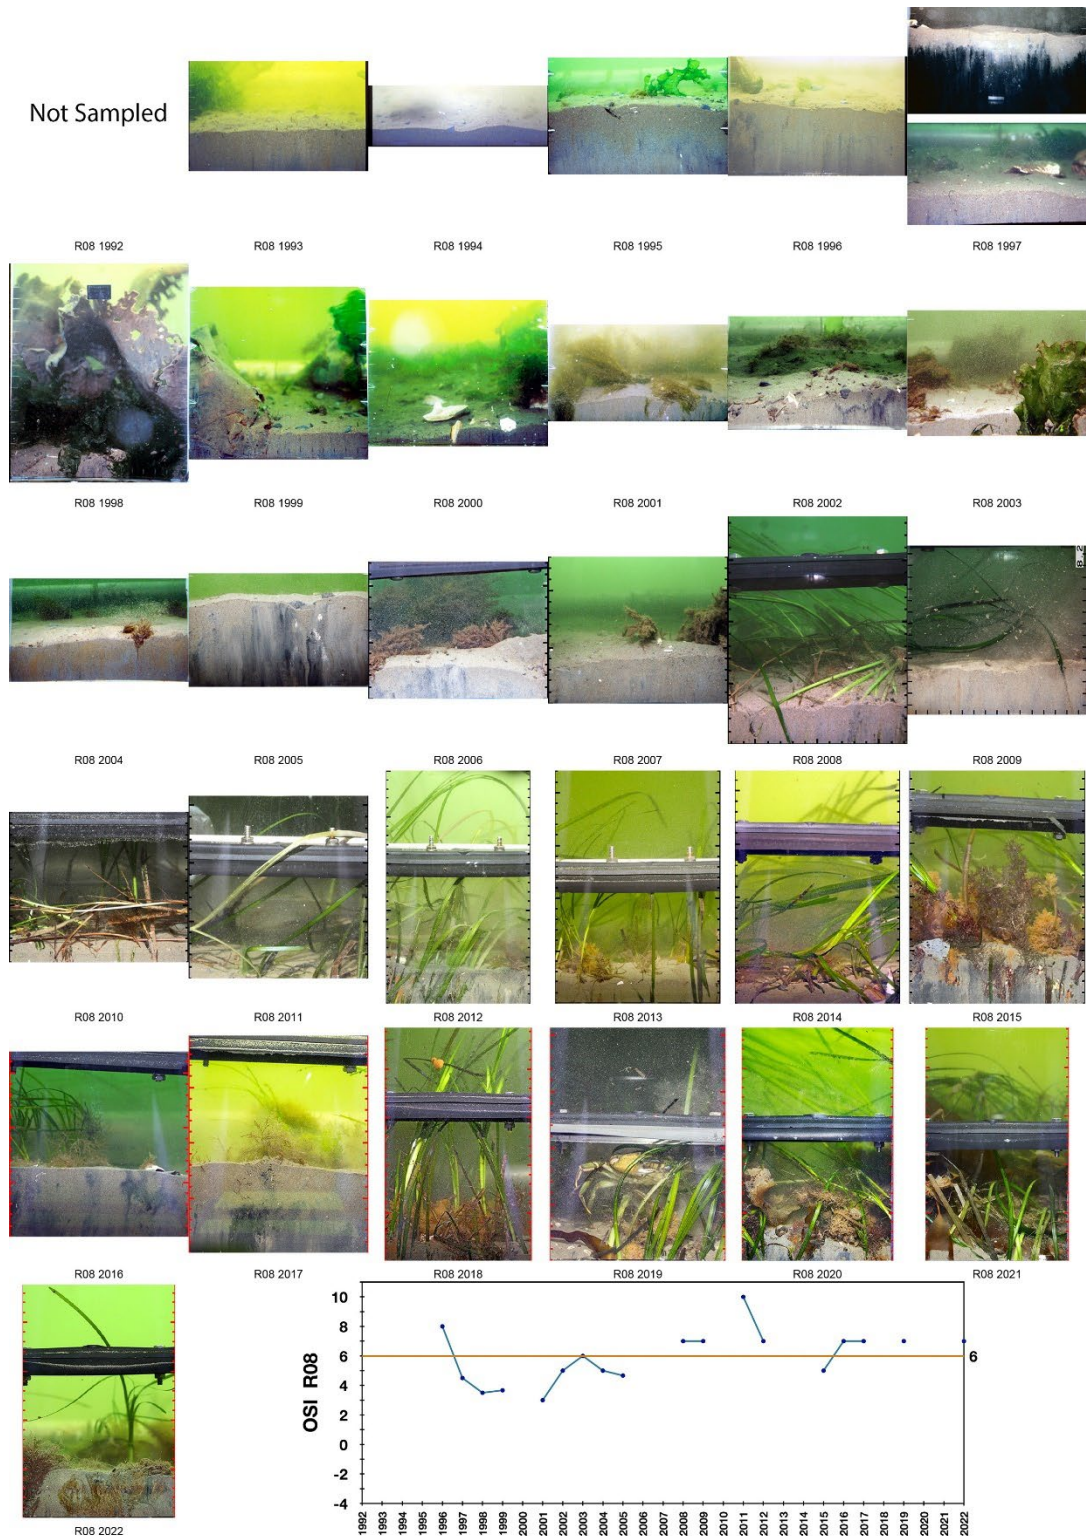 Not Sampled
R08 1992
R08 1993
R08 1994
R08 1995
R08 1996
R08 1997
R08 1998
R08 1999
R08 2000
R08 2001
R08 2002
R08 2003
R08 2004
R08 2005
R08 2006
R08 2007
R08 2008
R08 2009
R08 2010
R08 2011
R08 2012
R08 2013
R08 2014
R08 2015
R08 2016
R08 2017
R08 2018
R08 2019
R08 2020
R08 2021
R08 2022
OSI R08
10
8
6
4
2
0
-2
-4
6
1992
1993
1994
1995
1996
1997
1998
1999
2000
2001
2002
2003
2004
2005
2006
2007
2008
2009
2010
2011
2012
2013
2014
2015
2016
2017
2018
2019
2020
2021
2022